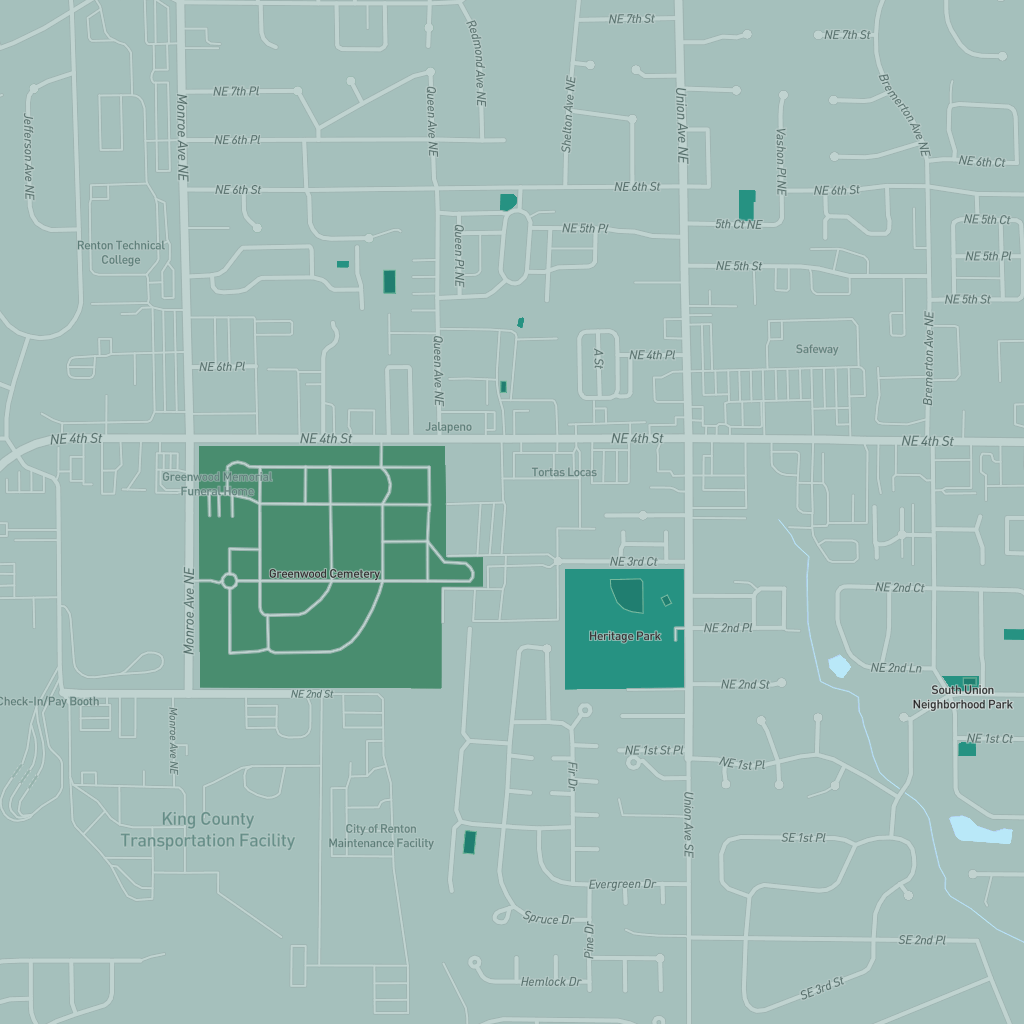 NE 7th St
NE 7th St
Redmond Ave NE
Bremerton Ave NE
NE 7th Pl
Monroe Ave NE
Queen Ave NE
Shelton Ave NE
Union Ave NE
Jefferson Ave NE
NE 6th Pl
Vashon Pl NE
NE 6th Ct
NE 6th St
NE 6th St
NE 6th St
NE 5th Ct
5th Ct NE
NE 5th Pl
Queen Pl NE
Renton Technical
College
NE 5th Pl
NE 5th St
NE 5th St
Bremerton Ave NE
Safeway
NE 4th Pl
A St
NE 6th Pl
Queen Ave NE
Jalapeno
NE 4th St
NE 4th St
NE 4th St
NE 4th St
Greenwood Memorial
Funeral Home
Tortas Locas
NE 3rd Ct
Greenwood Cemetery
Monroe Ave NE
NE 2nd Ct
NE 2nd Pl
Heritage Park
NE 2nd Ln
NE 2nd St
NE 2nd St
South Union
Neighborhood Park
Check-In/Pay Booth
Monroe Ave NE
NE 1st Ct
NE 1st St Pl
NE 1st Pl
Fir Dr
Union Ave SE
King County
Transportation Facility
City of Renton
Maintenance Facility
SE 1st Pl
Evergreen Dr
Spruce Dr
Pine Dr
SE 2nd Pl
Hemlock Dr
SE 3rd St